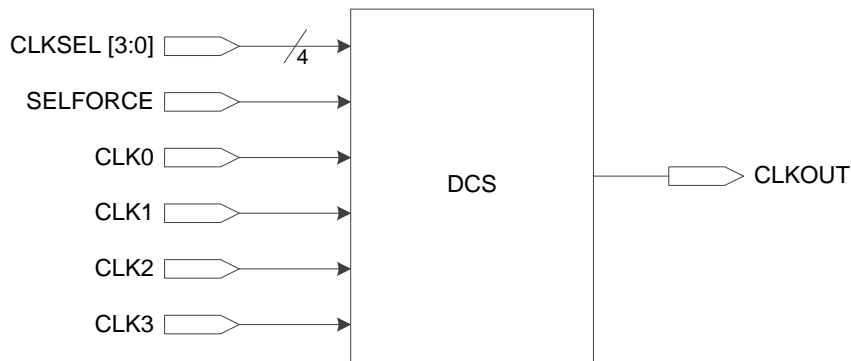 CLKSEL [3:0]
4
SELFORCE
CLK0
CLK1
CLK2
CLK3
DCS
CLKOUT